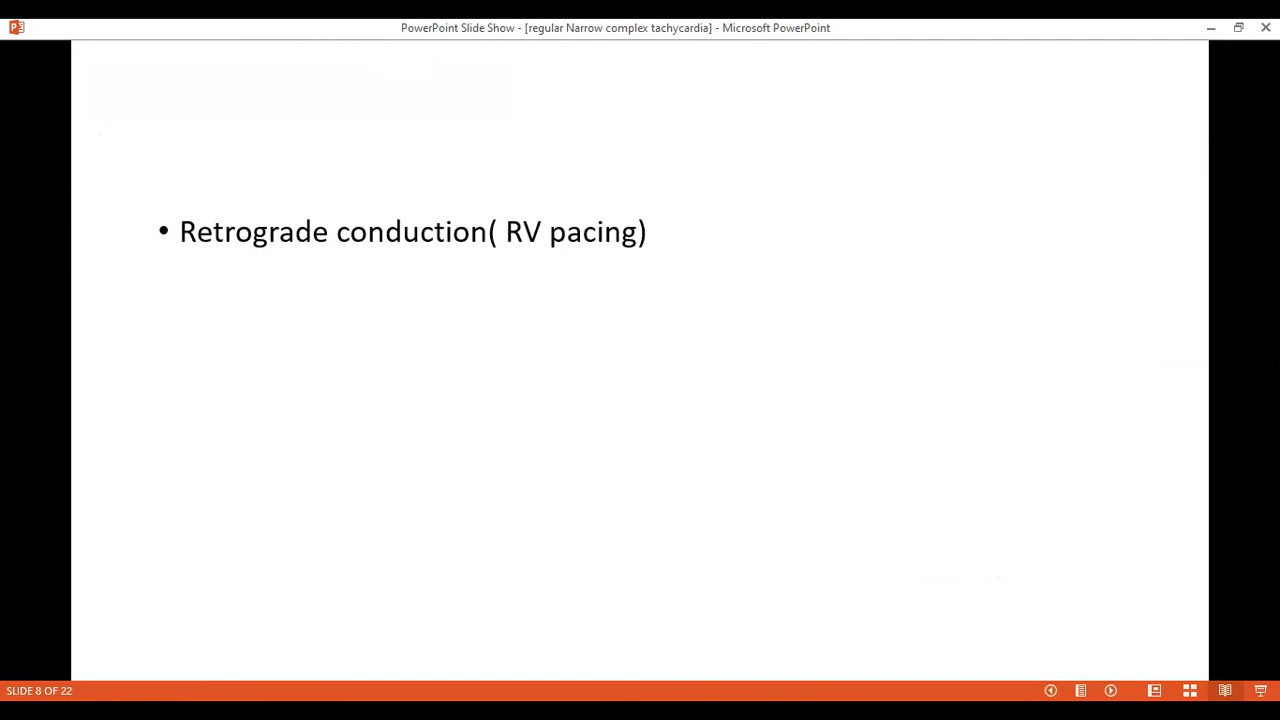 PowerPoint Slide Show - [regular Narrow complex tachycardia] - Microsoft PowerPoint
• Retrograde conduction( RV pacing)
SLIDE 8 OF 22